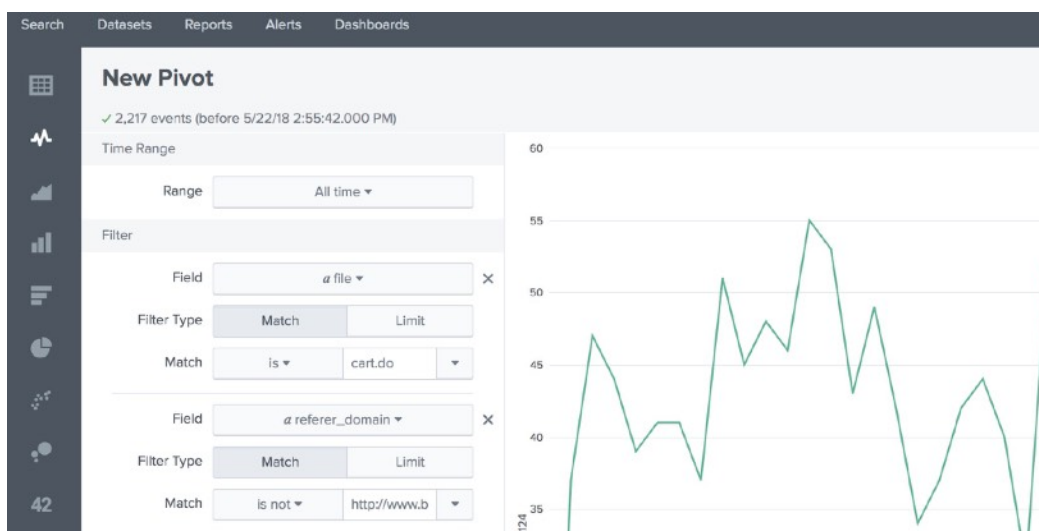 Search Datasets Reports Alerts Dashboards
New Pivot
✓ 2,217 events (before 5/22/18 2:55:42.000 PM)
Time Range
Range All time
Filter
Field a file
Filter Type Match Limit
Match is cart.do
Field a referer_domain
Filter Type Match Limit
Match is not http://www.b
42
60
55
50
45
40
35
124